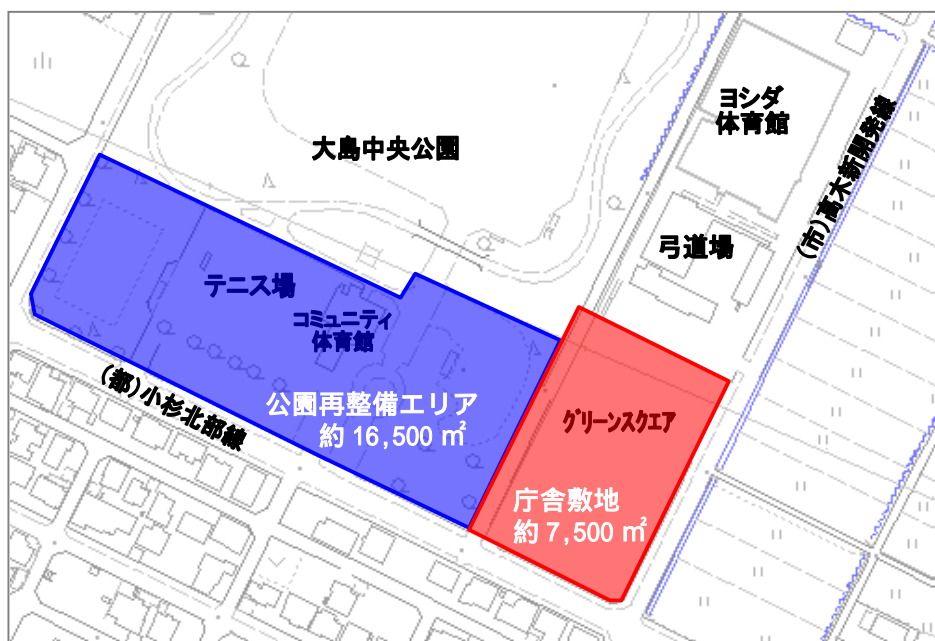 ヨシダ
体育館
大島中央公園
(市)高木新開発線
弓道場
テニス場
コミュニティ
体育館
(都)小杉北部線
公園再整備エリア
約 16,500 ㎡
グリーンスクエア
庁舎敷地
約 7,500 ㎡